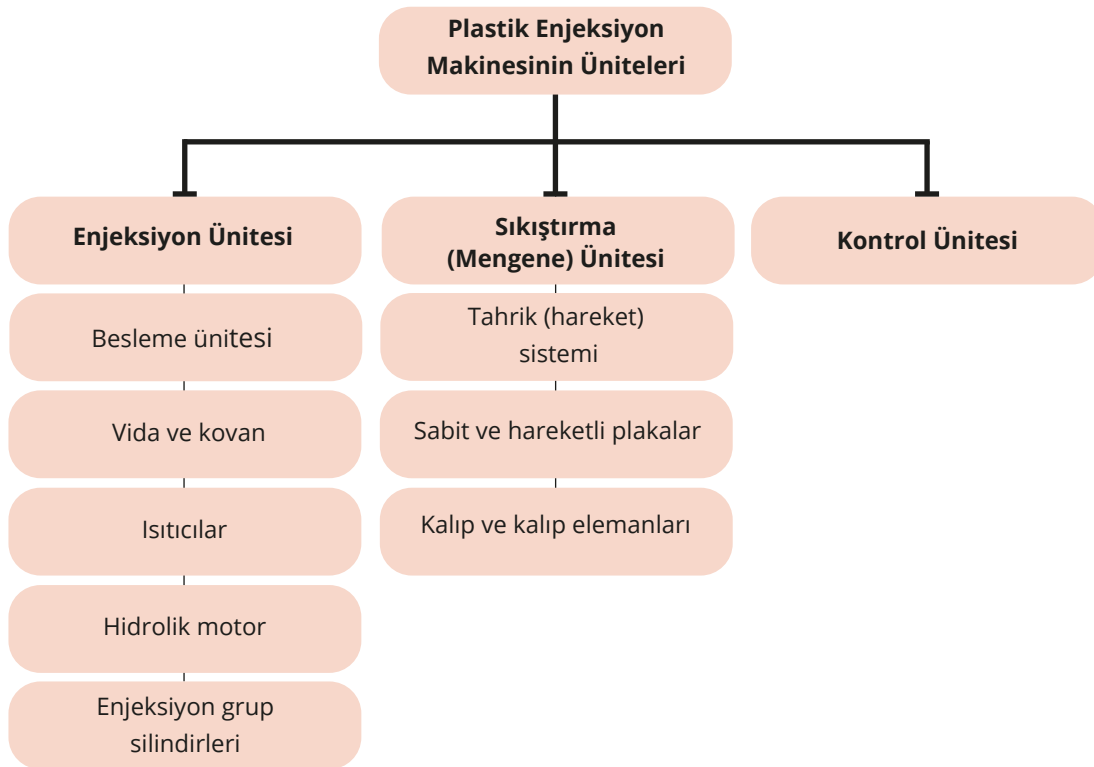 Plastik Enjeksiyon
Makinesinin Üniteleri
Enjeksiyon Ünitesi
Besleme ünitesi
Vida ve kovan
Isıtıcılar
Hidrolik motor
Enjeksiyon grup
silindirleri
Sıkıştırma
(Mengene) Ünitesi
Tahrik (hareket)
sistemi
Sabit ve hareketli plakalar
Kalıp ve kalıp elemanları
Kontrol Ünitesi